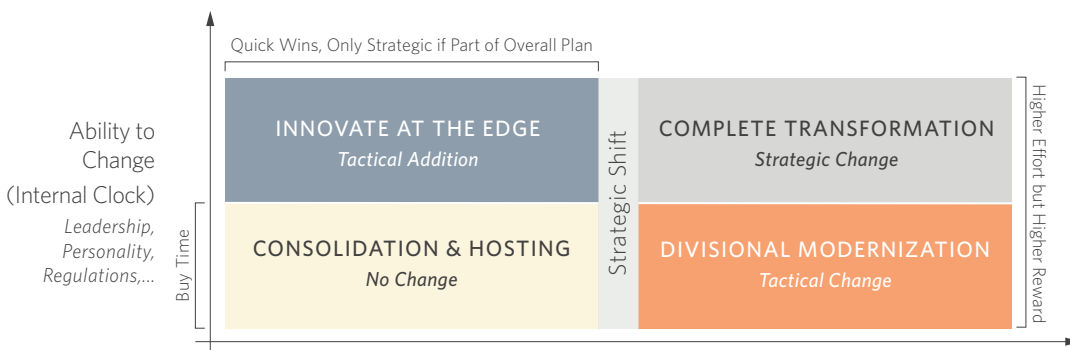 Quick Wins, Only Strategic if Part of Overall Plan
Ability to
Change
(Internal Clock)
Leadership,
Personality,
Regulations,...
Buy Time
INNOVATE AT THE EDGE
Tactical Addition
CONSOLIDATION & HOSTING
No Change
Strategic Shift
COMPLETE TRANSFORMATION
Strategic Change
DIVISIONAL MODERNIZATION
Tactical Change
Higher Effort but Higher Reward